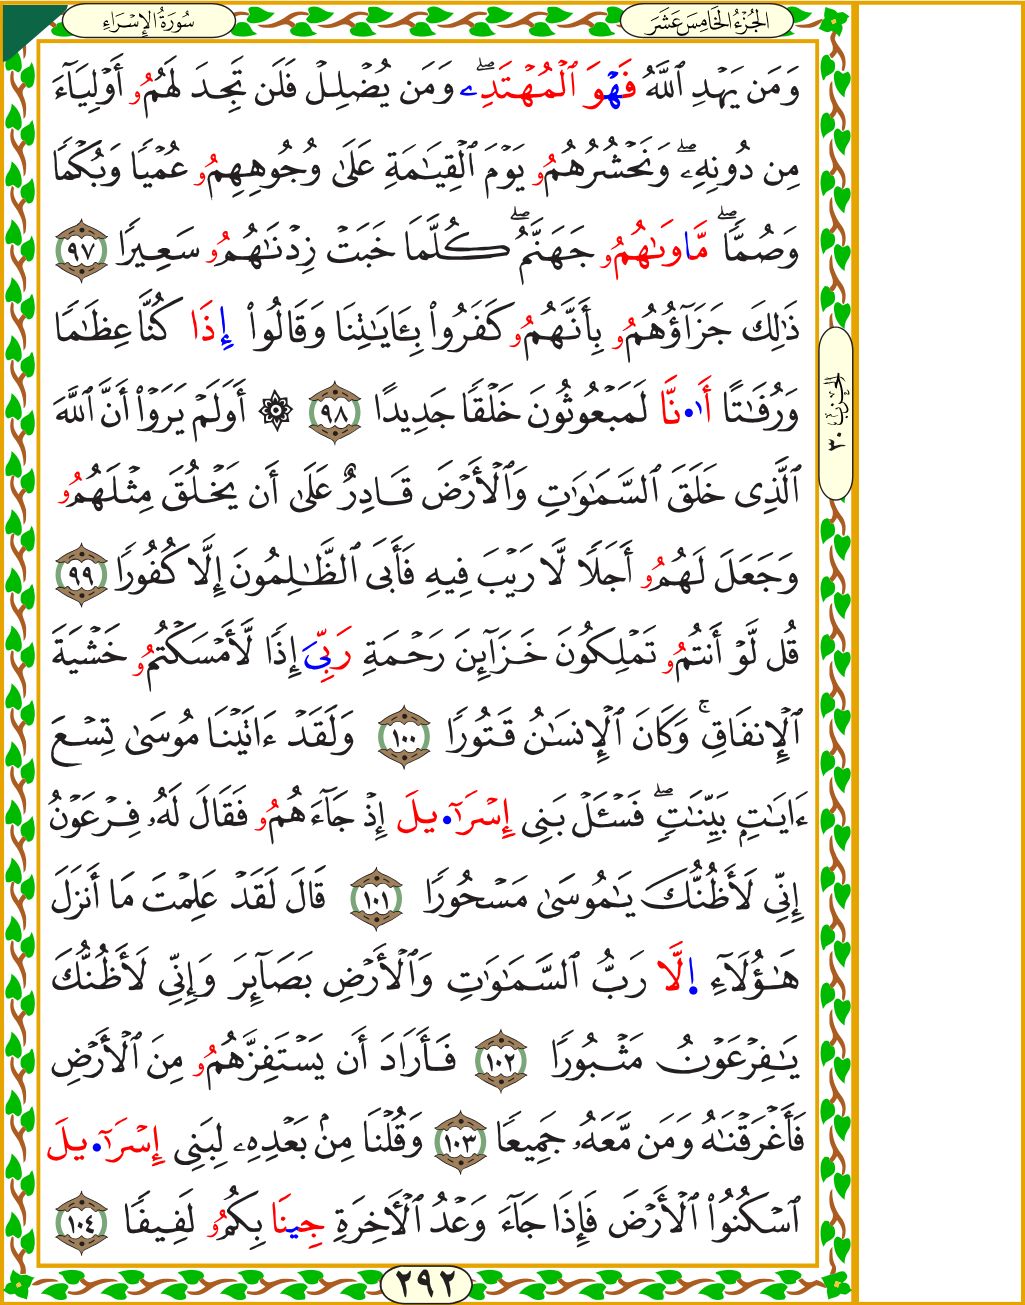 سُورَةُ الإِسْرَاءِ
الجُزْءُ الخَامِسَ عَشَرَ
وَمَن يَهْدِ ٱللَّهُ فَهْوَ ٱلْمُهْتَدِۦۖ وَمَن يُضْلِلْ فَلَن تَجِدَ لَهُمُۥ أَوْلِيَآءَ
مِن دُونِهِۦۖ وَنَحْشُرُهُمُۥ يَوْمَ ٱلْقِيَٰمَةِ عَلَىٰ وُجُوهِهِمُۥ عُمْيًا وَبُكْمًا
وَصُمًّاۖ مَّاوَىٰهُمُۥ جَهَنَّمُۖ كُلَّمَا خَبَتْ زِدْنَٰهُمُۥ سَعِيرًا ٩٧
ذَٰلِكَ جَزَآؤُهُمُۥ بِأَنَّهُمُۥ كَفَرُوا۟ بِـَٔايَٰتِنَا وَقَالُوٓا۟ إِذَا كُنَّا عِظَٰمًا
وَرُفَٰتًا أَا۟نَّا لَمَبْعُوثُونَ خَلْقًا جَدِيدًا ٩٨ ۞ أَوَلَمْ يَرَوْا۟ أَنَّ ٱللَّهَ
ٱلَّذِى خَلَقَ ٱلسَّمَٰوَٰتِ وَٱلْأَرْضَ قَادِرٌ عَلَىٰٓ أَن يَخْلُقَ مِثْلَهُمُۥ
وَجَعَلَ لَهُمُۥ أَجَلًا لَّا رَيْبَ فِيهِ فَأَبَى ٱلظَّٰلِمُونَ إِلَّا كُفُورًا ٩٩
قُل لَّوْ أَنتُمُۥ تَمْلِكُونَ خَزَآئِنَ رَحْمَةِ رَبِّىَ إِذًا لَّأَمْسَكْتُمُۥ خَشْيَةَ
ٱلْإِنفَاقِۚ وَكَانَ ٱلْإِنسَٰنُ قَتُورًا ١٠٠ وَلَقَدْ ءَاتَيْنَا مُوسَىٰ تِسْعَ
ءَايَٰتٍۭ بَيِّنَٰتٍۖ فَسْـَٔلْ بَنِىٓ إِسْرَآ•يلَ إِذْ جَآءَهُمُۥ فَقَالَ لَهُۥ فِرْعَوْنُ
إِنِّى لَأَظُنُّكَ يَٰمُوسَىٰ مَسْحُورًا ١٠١ قَالَ لَقَدْ عَلِمْتَ مَآ أَنزَلَ
هَٰٓؤُلَآءِ ا۪لَّا رَبُّ ٱلسَّمَٰوَٰتِ وَٱلْأَرْضِ بَصَآئِرَ وَإِنِّى لَأَظُنُّكَ
يَٰفِرْعَوْنُ مَثْبُورًا ١٠٢ فَأَرَادَ أَن يَسْتَفِزَّهُمُۥ مِنَ ٱلْأَرْضِ
فَأَغْرَقْنَٰهُ وَمَن مَّعَهُۥ جَمِيعًا ١٠٣ وَقُلْنَا مِنۢ بَعْدِهِۦ لِبَنِىٓ إِسْرَآ•يلَ
ٱسْكُنُوا۟ ٱلْأَرْضَ فَإِذَا جَآءَ وَعْدُ ٱلْأَخِرَةِ جِينَا بِكُمُۥ لَفِيفًا ١٠٤
الحِزْبُ ٣٠
٢٩٢